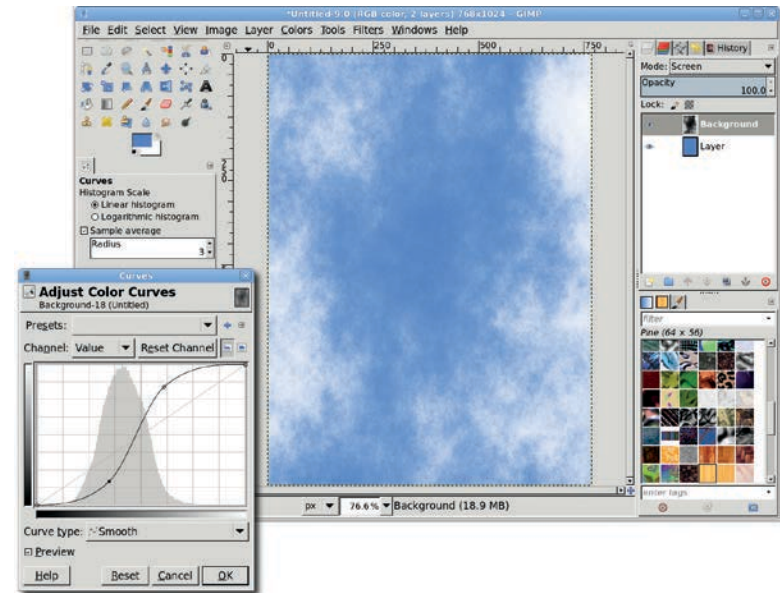 *Untitled-9.0 (RGB color, 2 layers) 768x1024 – GIMP
File Edit Select View Image Layer Colors Tools Filters Windows Help
0 250 500 750
0
250
Curves
Histogram Scale
Linear histogram
Logarithmic histogram
Sample average
Radius
3
History
Mode: Screen
Opacity
100.0
Lock:
Background
Layer
filter
Pine (64 × 56)
enter tags
px 76.6% Background (18.9 MB)
Curves
Adjust Color Curves
Background-18 (Untitled)
Presets:
Channel: Value Reset Channel
Curve type: Smooth
Preview
Help Reset Cancel OK